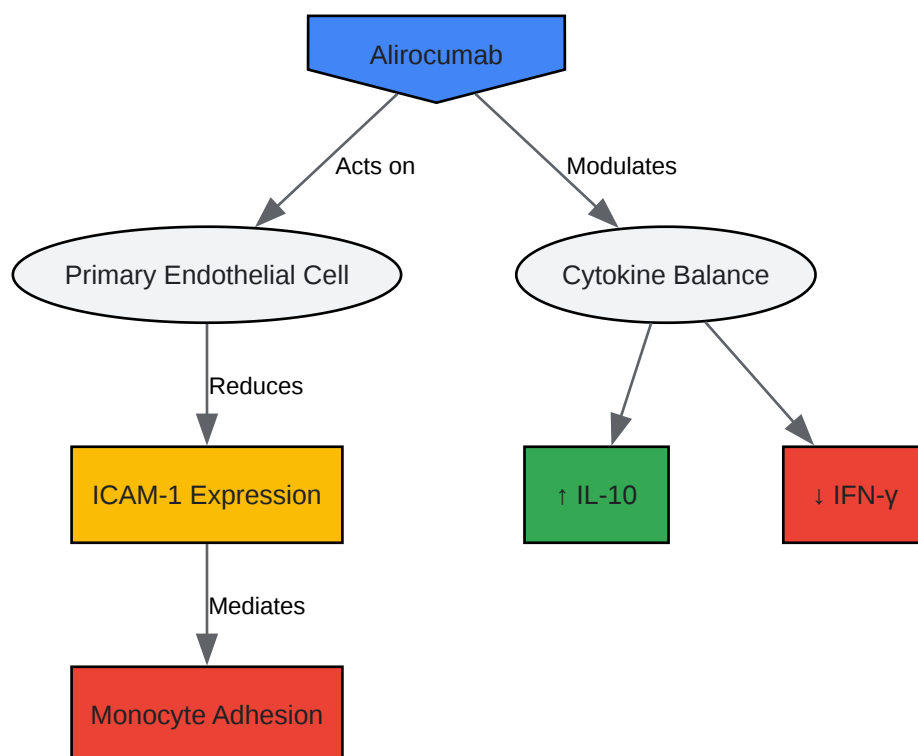 Alirocumab
Acts on
Modulates
Primary Endothelial Cell
Cytokine Balance
Reduces
ICAM-1 Expression
↑ IL-10
↓ IFN-γ
Mediates
Monocyte Adhesion